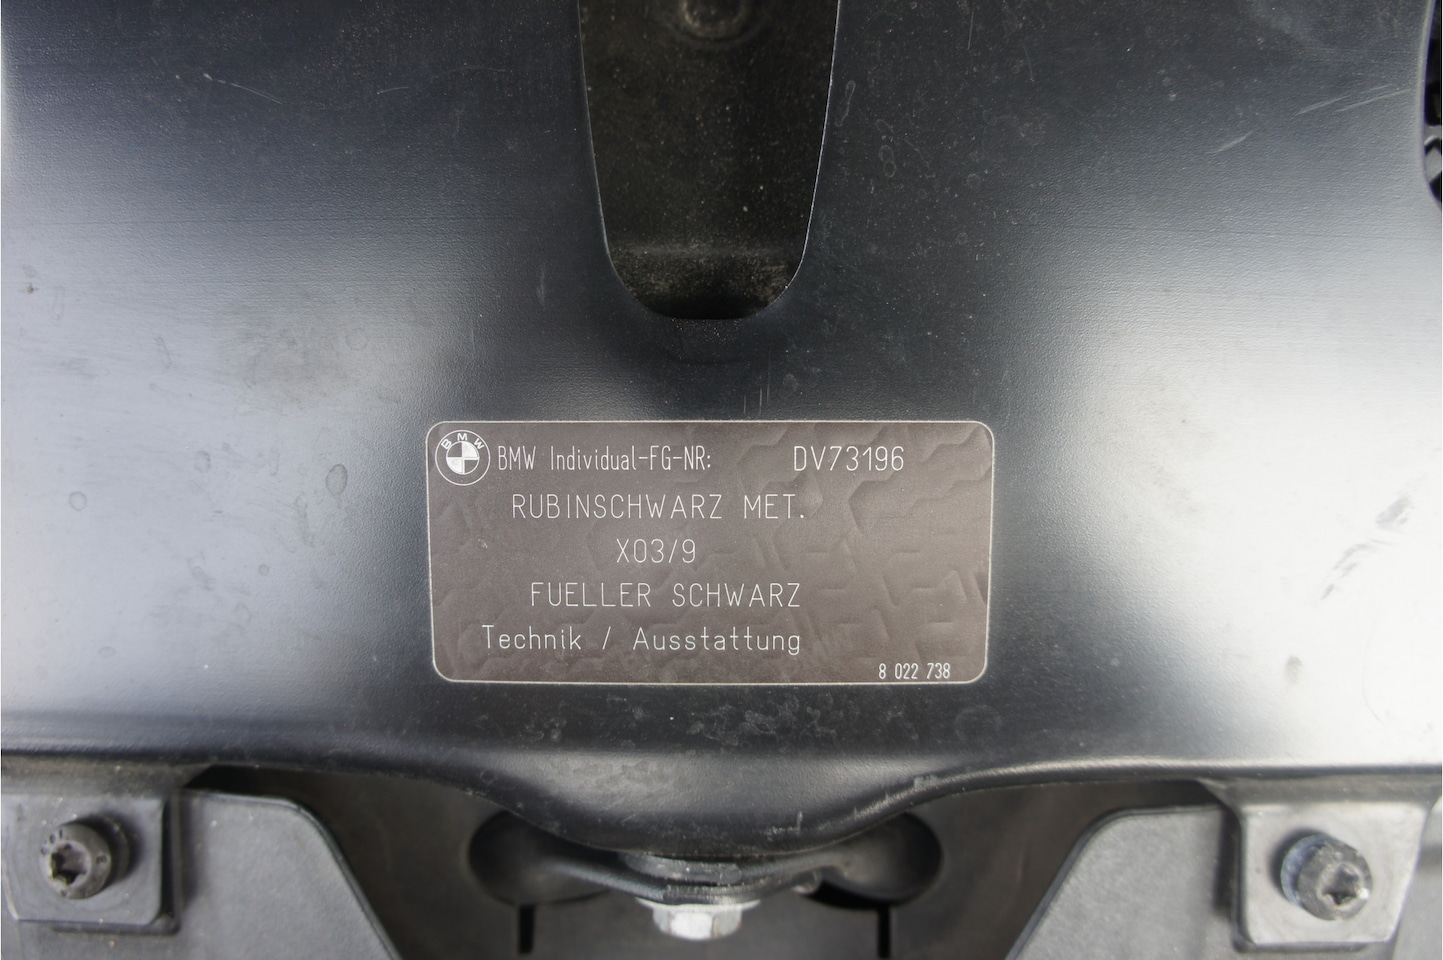 BMW
BMW Individual-FG-NR: DV73196
RUBINSCHWARZ MET.
X03/9
FUELLER SCHWARZ
Technik / Ausstattung
8 022 738